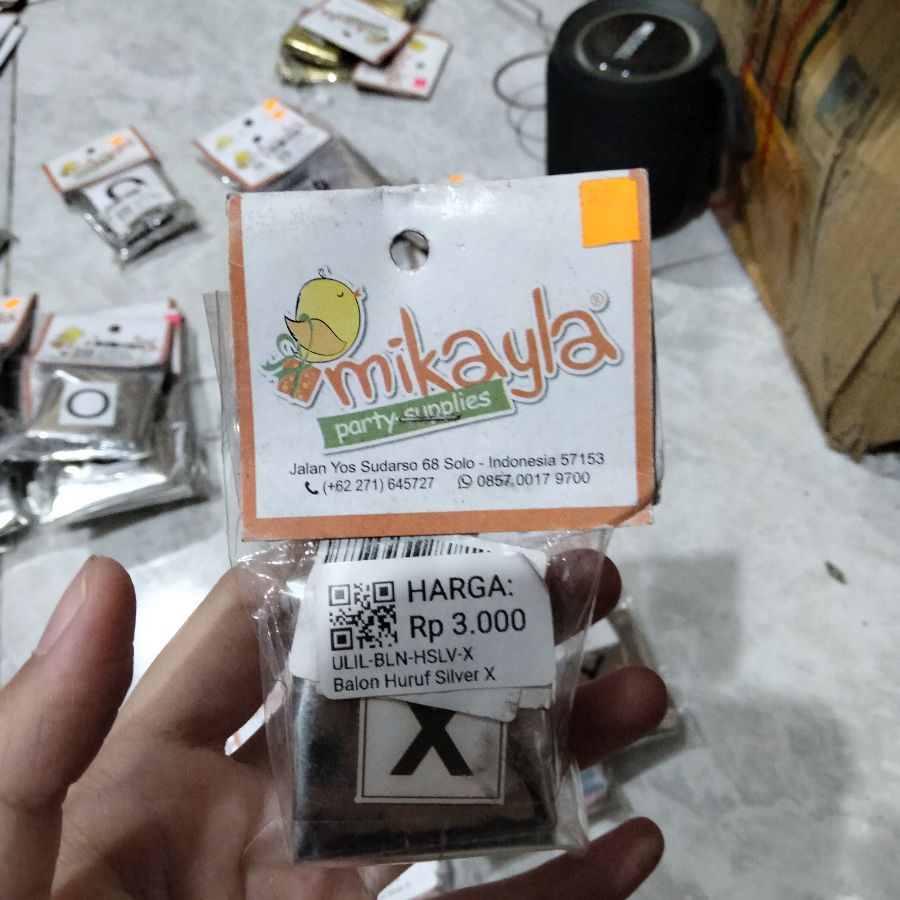 mikayla®
party supplies
Jalan Yos Sudarso 68 Solo - Indonesia 57153
(+62 271) 645727 0857 0017 9700
HARGA:
Rp 3.000
ULIL-BLN-HSLV-X
Balon Huruf Silver X
X
O